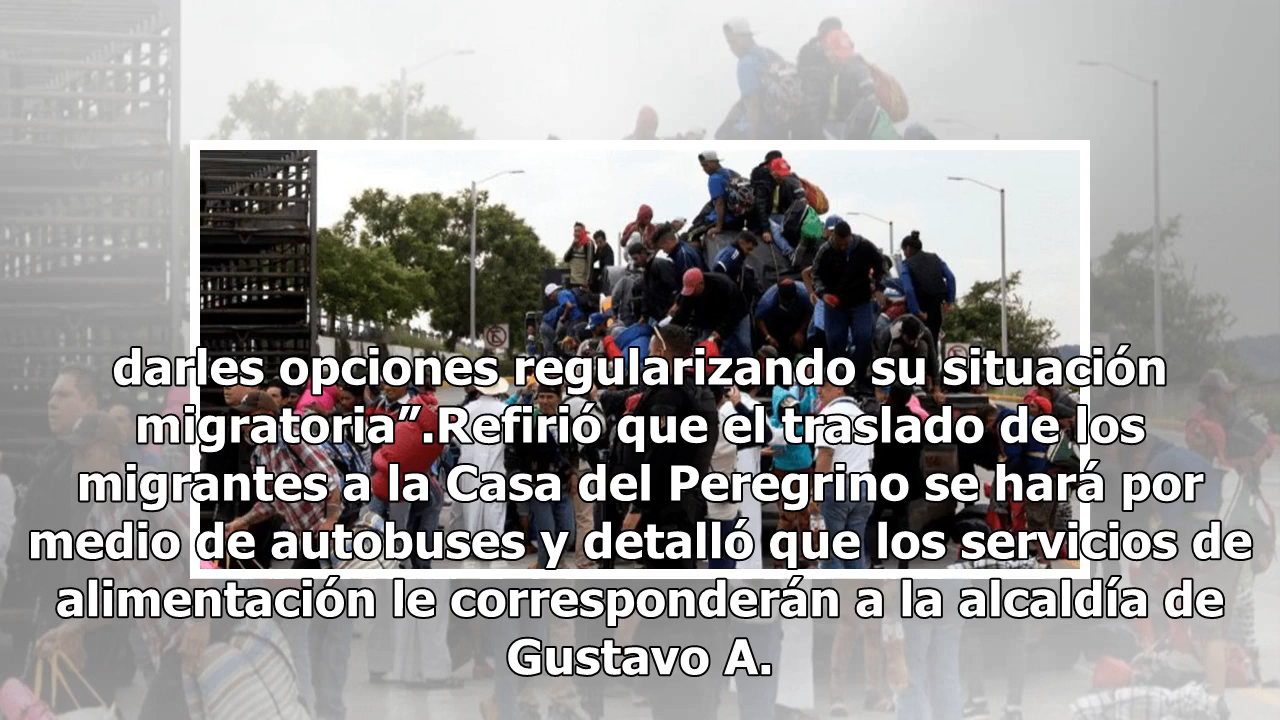 darles opciones regularizando su situación
migratoria”.Refirió que el traslado de los
migrantes a la Casa del Peregrino se hará por
medio de autobuses y detalló que los servicios de
alimentación le corresponderán a la alcaldía de
Gustavo A.